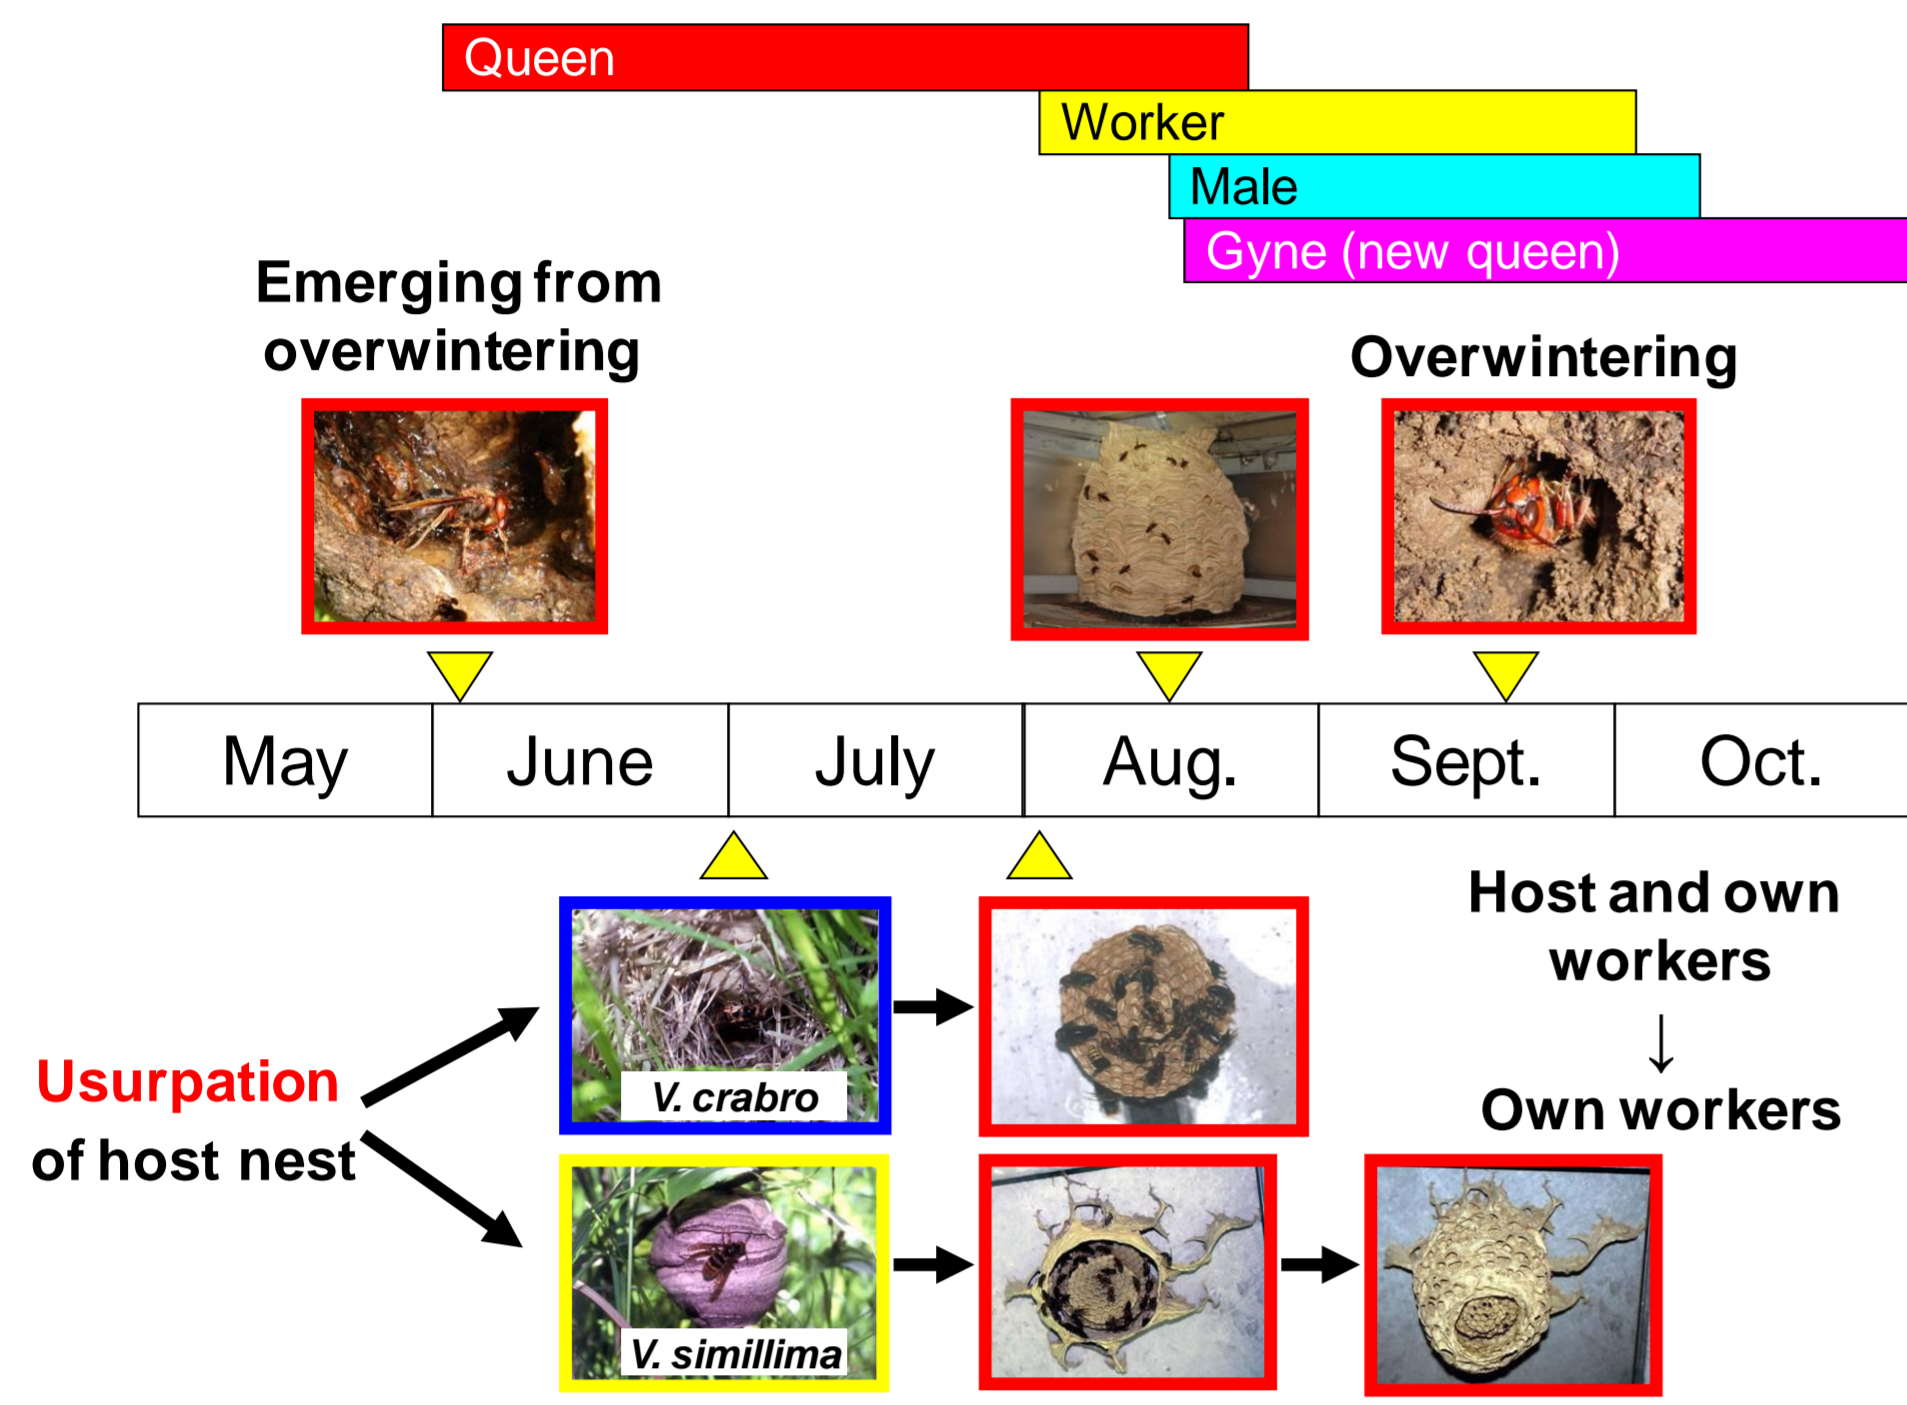 Queen
Worker
Male
Gyne (new queen)
Emerging from
overwintering
Overwintering
May June July Aug. Sept. Oct.
Host and own
workers
↓
Own workers
Usurpation
of host nest
V. crabro
V. simillima